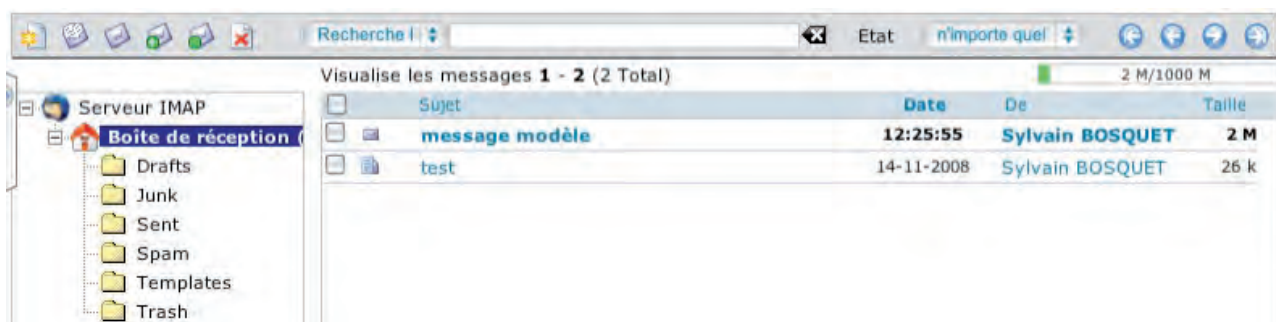 Recherche Etat n'importe quel
Visualise les messages 1 - 2 (2 Total) 2 M/1000 M
Serveur IMAP
Boîte de réception (
Drafts
Junk
Sent
Spam
Templates
Trash
Sujet Date De Taille
message modèle 12:25:55 Sylvain BOSQUET 2 M
test 14-11-2008 Sylvain BOSQUET 26 k